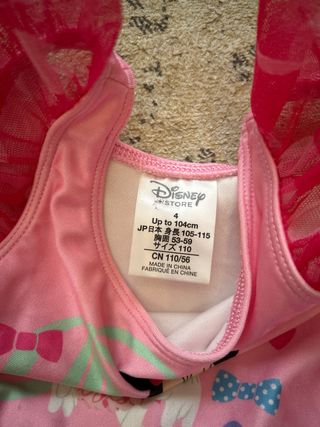 Disney
STORE
4
Up to 104cm
JP日本 身長 105-115
胸囲 53-59
サイズ 110
CN 110/56
MADE IN CHINA
FABRIQUÉ EN CHINE